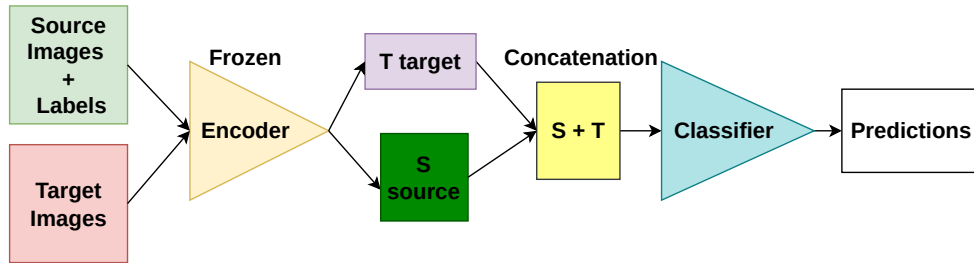 Source
Images
+
Labels
Target
Images
Frozen
Encoder
T target
S
source
Concatenation
S + T
Classifier
Predictions